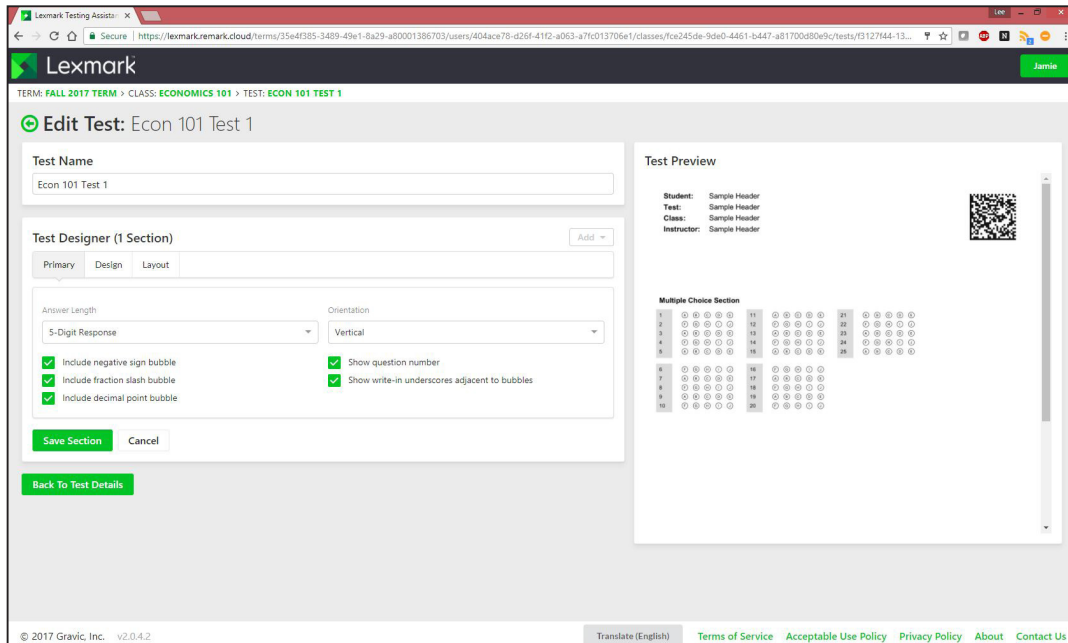 Lexmark Testing Assistan
Lee
Secure | https://lexmark.remark.cloud/terms/35e4f385-3489-49e1-8a29-a80001386703/users/404ace78-d26f-41f2-a063-a7fc013706e1/classes/fce245de-9de0-4461-b447-a81700d80e9c/tests/f3127f44-13...
Lexmark
Jamie
TERM: FALL 2017 TERM > CLASS: ECONOMICS 101 > TEST: ECON 101 TEST 1
Edit Test: Econ 101 Test 1
Test Name
Econ 101 Test 1
Test Designer (1 Section)
Add
Primary Design Layout
Answer Length
5-Digit Response
Orientation
Vertical
Include negative sign bubble
Include fraction slash bubble
Include decimal point bubble
Show question number
Show write-in underscores adjacent to bubbles
Save Section Cancel
Back To Test Details
Test Preview
Student: Sample Header
Test: Sample Header
Class: Sample Header
Instructor: Sample Header
Multiple Choice Section
1 A B C D E 11 A B C D E 21 A B C D E
2 F G H I J 12 F G H I J 22 F G H I J
3 A B C D E 13 A B C D E 23 A B C D E
4 F G H I J 14 F G H I J 24 F G H I J
5 A B C D E 15 A B C D E 25 A B C D E
6 F G H I J 16 F G H I J
7 A B C D E 17 A B C D E
8 F G H I J 18 F G H I J
9 A B C D E 19 A B C D E
10 F G H I J 20 F G H I J
© 2017 Gravic, Inc. v2.0.4.2
Translate (English) Terms of Service Acceptable Use Policy Privacy Policy About Contact Us